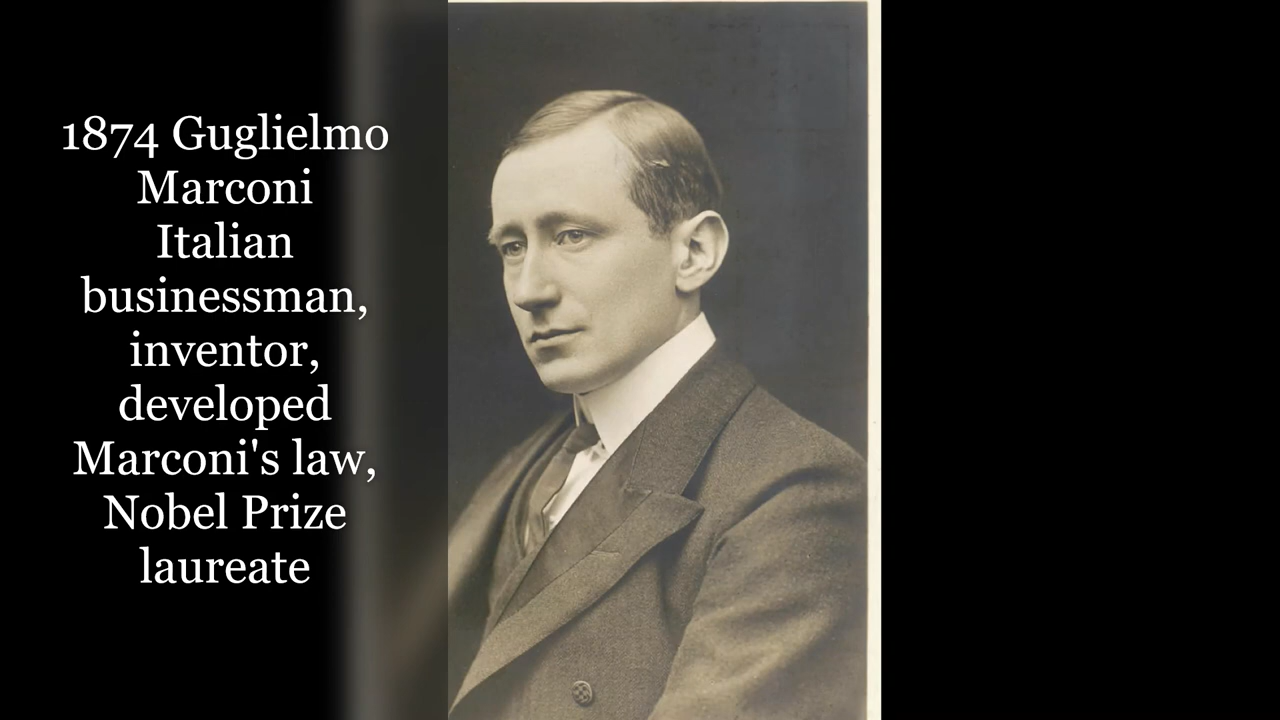 1874 Guglielmo
Marconi
Italian
businessman,
inventor,
developed
Marconi's law,
Nobel Prize
laureate